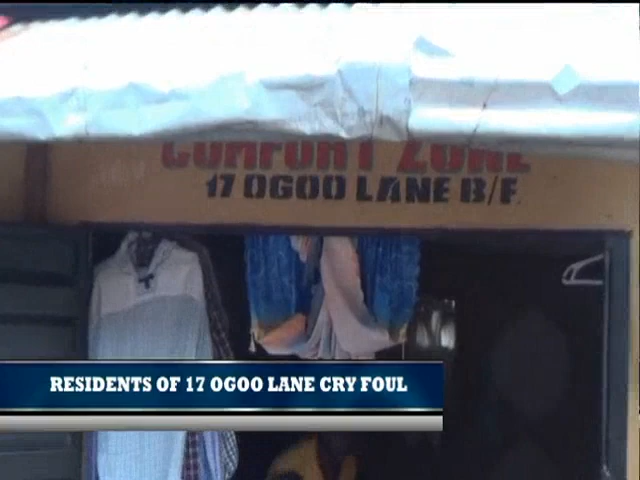 COMFORT ZONE
17 OGOO LANE B/F
RESIDENTS OF 17 OGOO LANE CRY FOUL